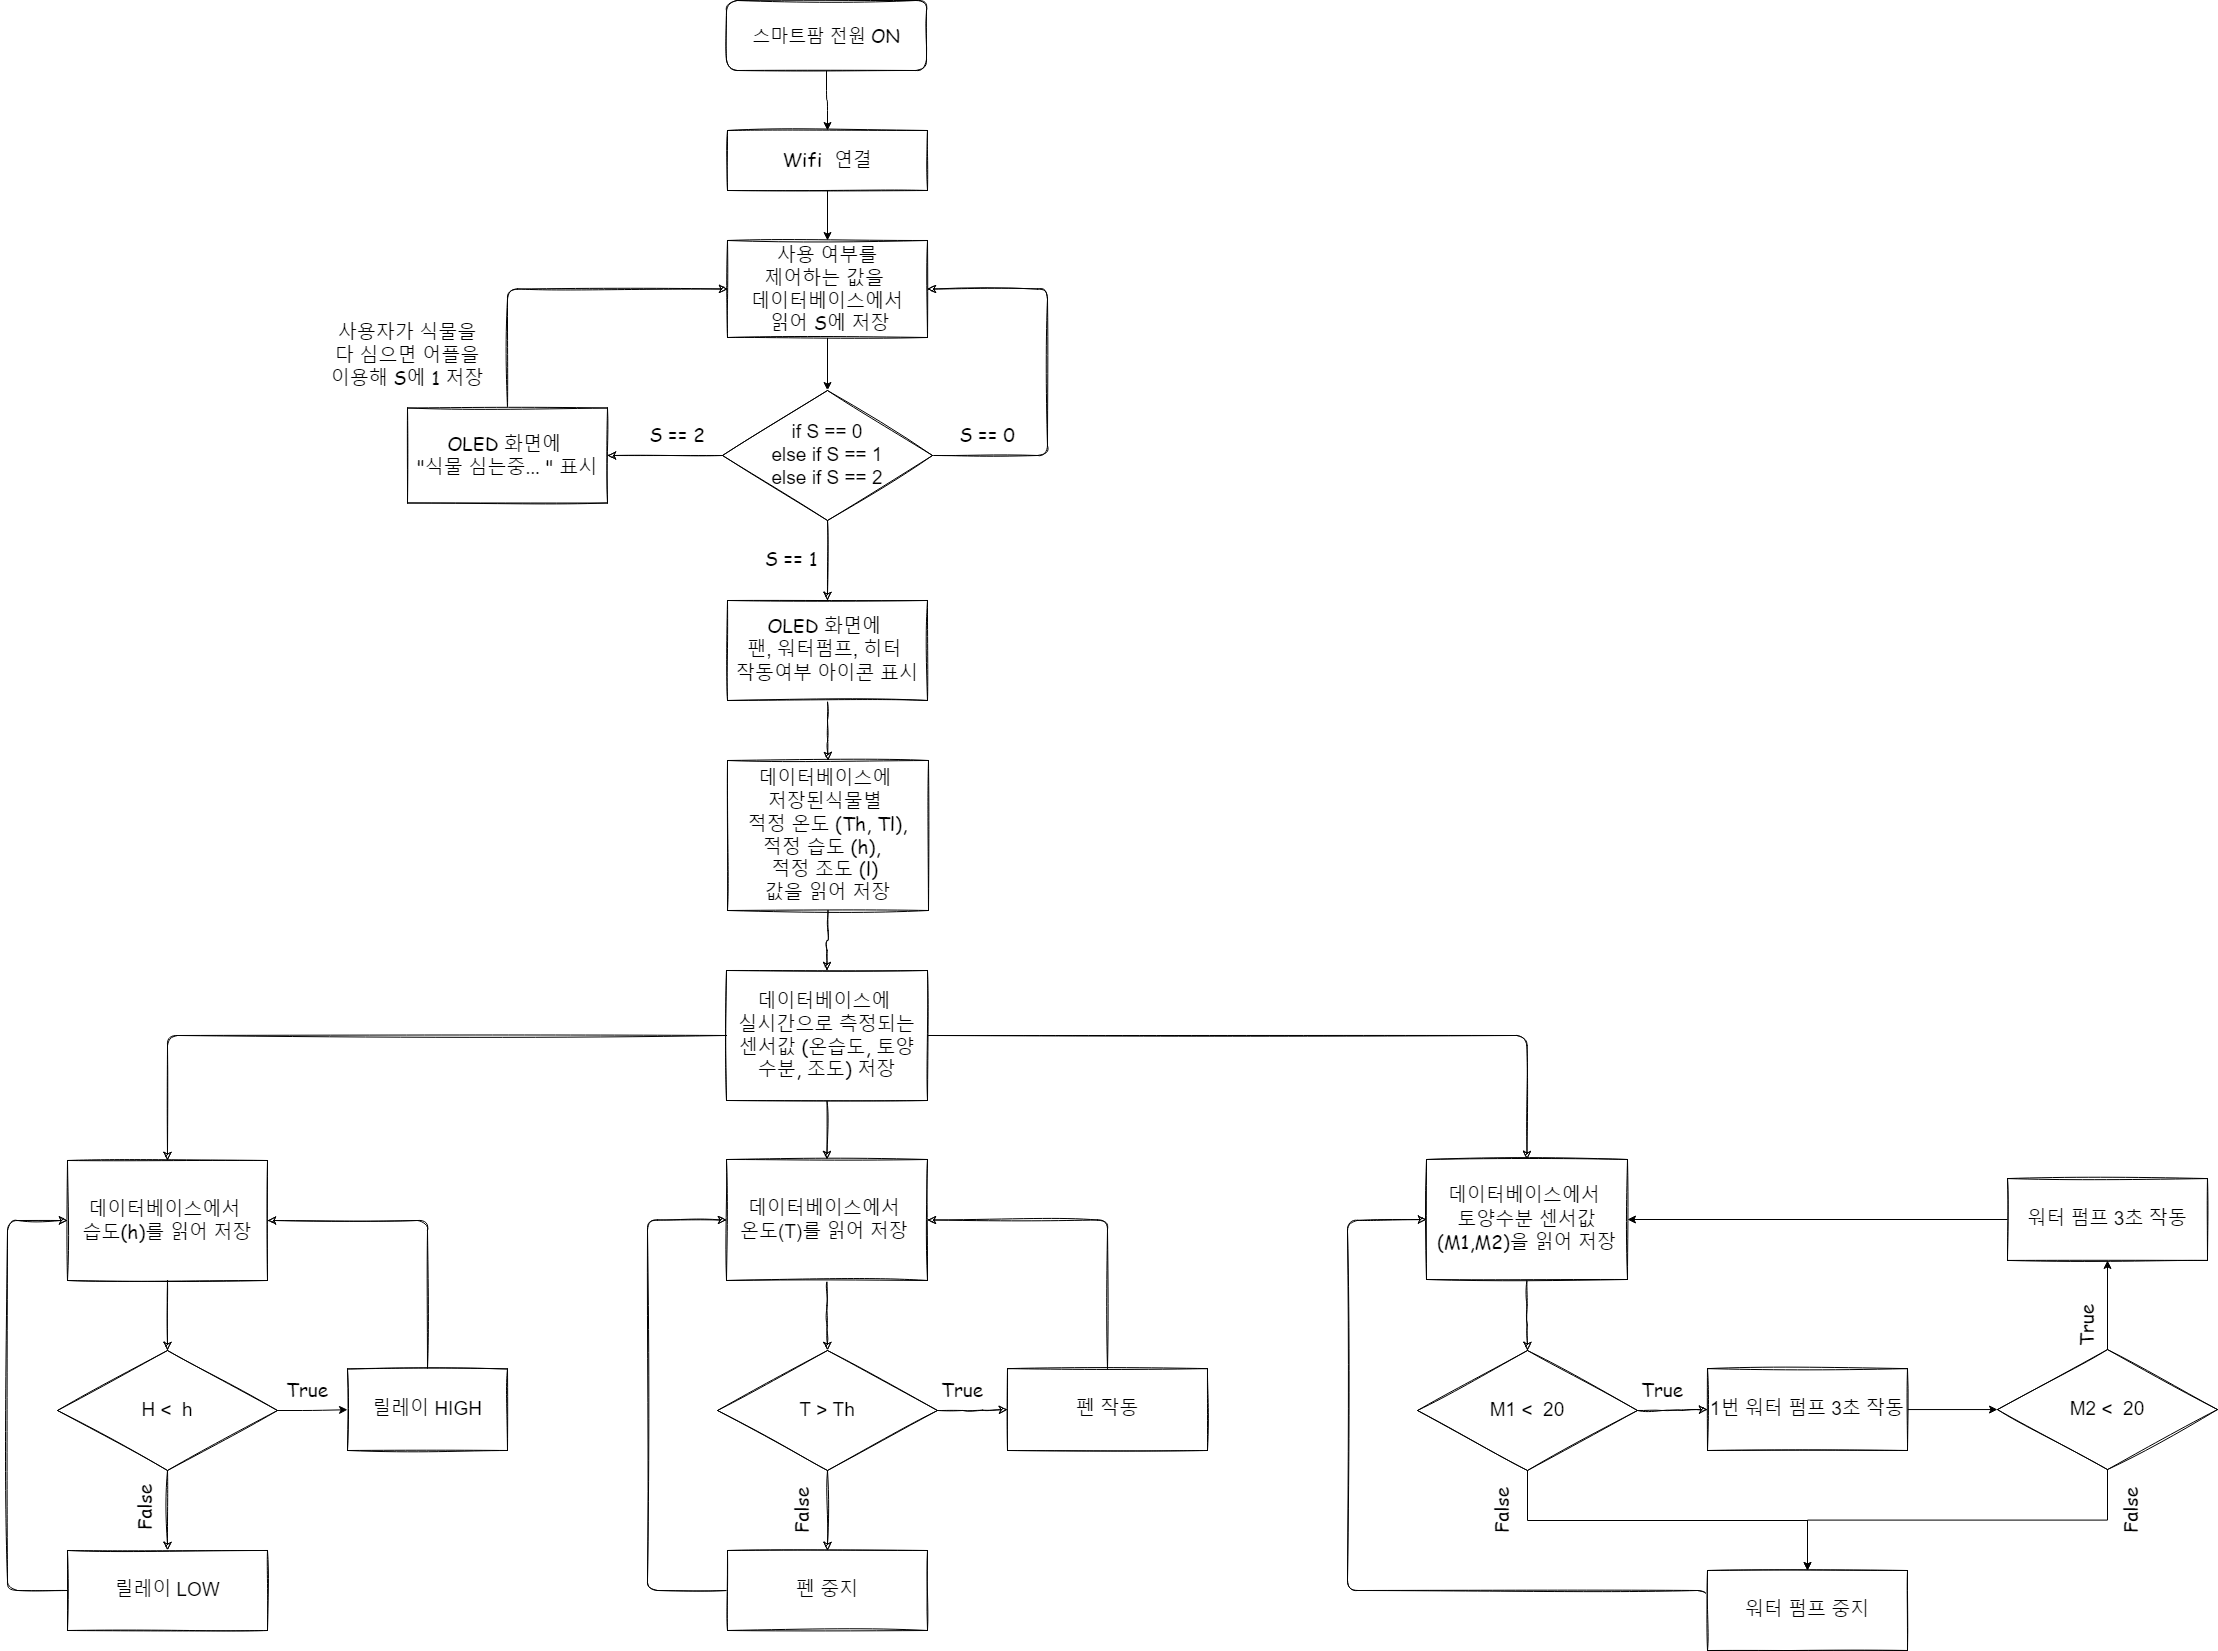 스마트팜 전원 ON
Wifi 연결
사용 여부를
제어하는 값을
데이터베이스에서
읽어 S에 저장
사용자가 식물을
다 심으면 어플을
이용해 S에 1 저장
OLED 화면에
"식물 심는중... " 표시
S == 2
if S == 0
else if S == 1
else if S == 2
S == 0
S == 1
OLED 화면에
팬, 워터펌프, 히터
작동여부 아이콘 표시
데이터베이스에
저장된식물별
적정 온도 (Th, Tl),
적정 습도 (h),
적정 조도 (l)
값을 읽어 저장
데이터베이스에
실시간으로 측정되는
센서값 (온습도, 토양
수분, 조도) 저장
데이터베이스에서
습도(h)를 읽어 저장
H < h
True
릴레이 HIGH
False
릴레이 LOW
데이터베이스에서
온도(T)를 읽어 저장
T > Th
True
펜 작동
False
펜 중지
데이터베이스에서
토양수분 센서값
(M1,M2)을 읽어 저장
M1 < 20
True
1번 워터 펌프 3초 작동
M2 < 20
True
워터 펌프 3초 작동
False
False
워터 펌프 중지